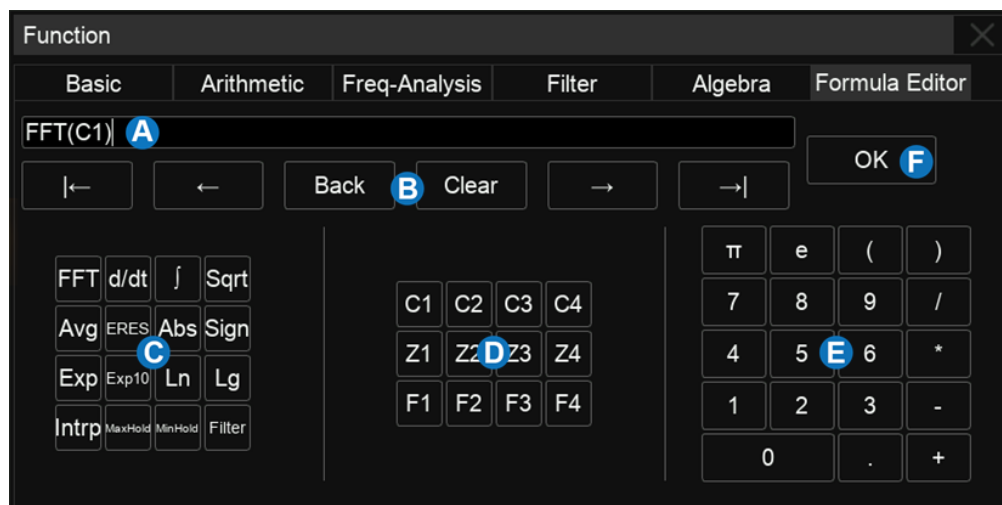 Function
Basic Arithmetic Freq-Analysis Filter Algebra Formula Editor
FFT(C1) A
OK F
|← ← Back B Clear → →|
π e ( )
FFT d/dt ∫ Sqrt
C1 C2 C3 C4
7 8 9 /
Avg ERES Abs Sign
C
Z1 Z2 D Z3 Z4
4 5 E 6 *
Exp Exp10 Ln Lg
F1 F2 F3 F4
1 2 3 -
Intrp MaxHold MinHold Filter
0 . +